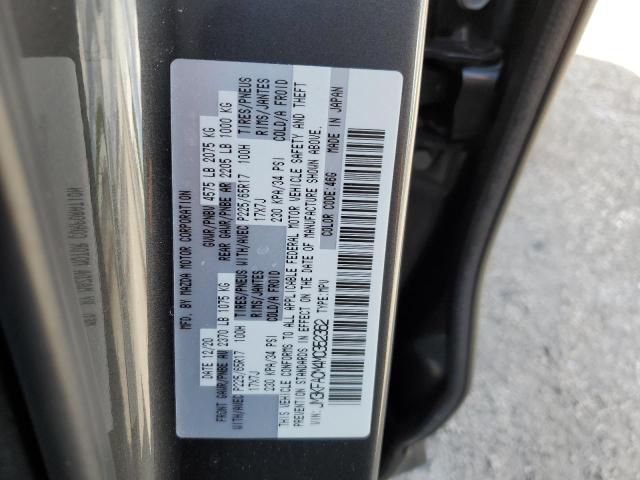 MFD. BY MAZDA MOTOR CORPORATION
DATE: 12/20 GVWR/PNBV 4575 LB 2075 KG
FRONT GAWR/PNBE AV 2370 LB 1075 KG REAR GAWR/PNBE AR 2205 LB 1000 KG
WITH/AVEC TIRES/PNEUS WITH/AVEC TIRES/PNEUS
P225/65R17 100H RIMS/JANTES P225/65R17 100H RIMS/JANTES
17X7J COLD/A FROID 17X7J COLD/A FROID
230 KPA/34 PSI 230 KPA/34 PSI
THIS VEHICLE CONFORMS TO ALL APPLICABLE FEDERAL MOTOR VEHICLE SAFETY AND THEFT
PREVENTION STANDARDS IN EFFECT ON THE DATE OF MANUFACTURE SHOWN ABOVE.
VIN: TYPE:MPV COLOR/CODE: 46G MADE IN JAPAN